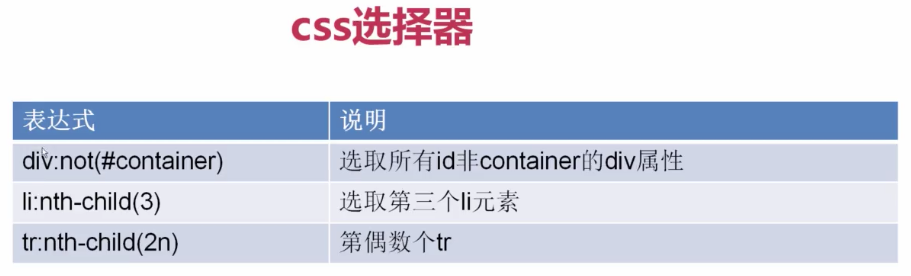 css选择器
表达式 说明
div:not(#container) 选取所有id非container的div属性
li:nth-child(3) 选取第三个li元素
tr:nth-child(2n) 第偶数个tr